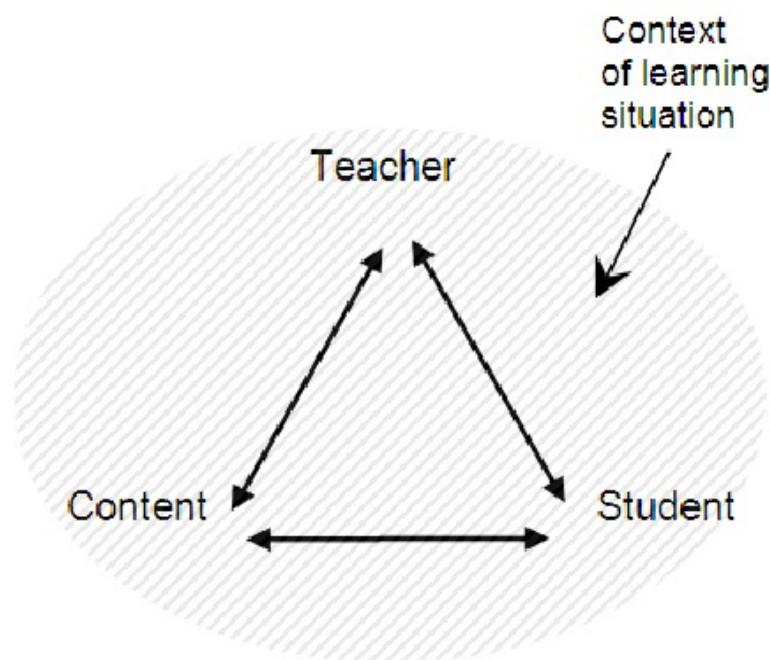 Context
of learning
situation
Teacher
Content
Student